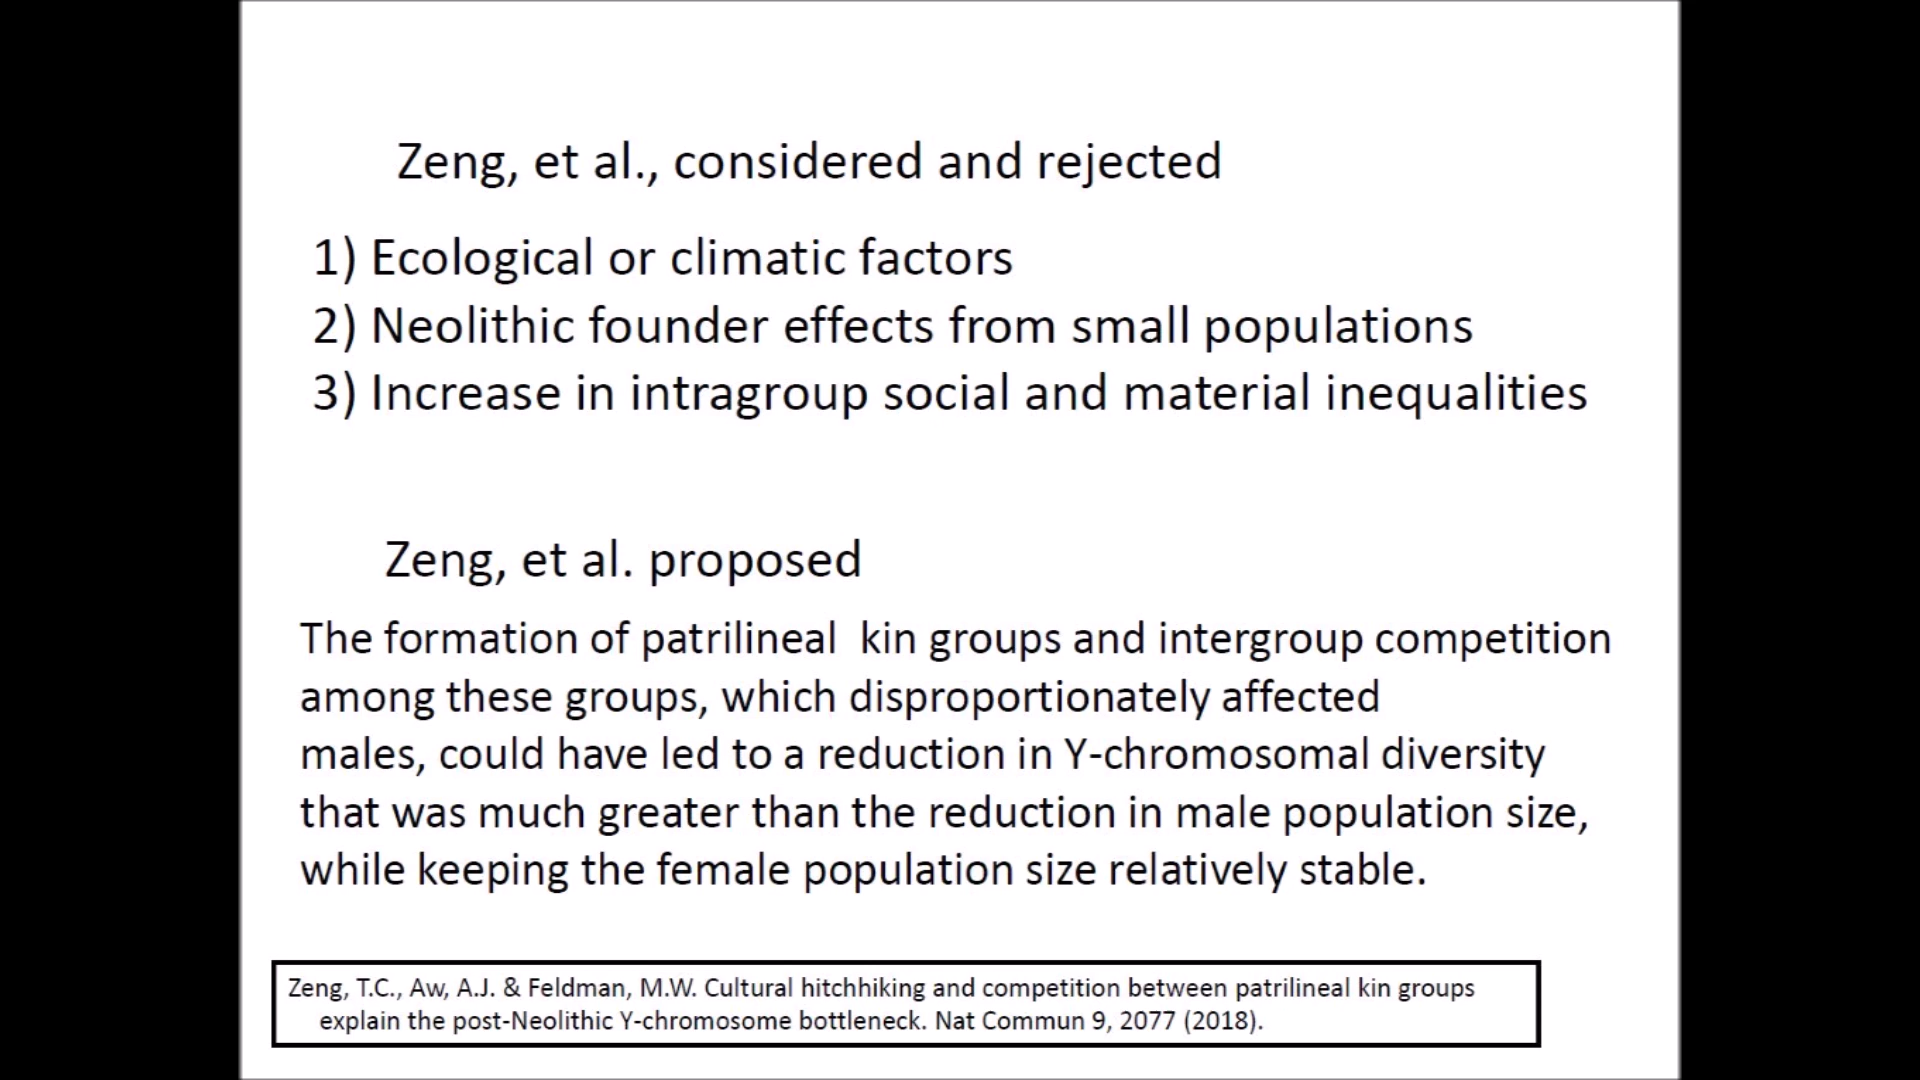 Zeng, et al., considered and rejected
1) Ecological or climatic factors
2) Neolithic founder effects from small populations
3) Increase in intragroup social and material inequalities
Zeng, et al. proposed
The formation of patrilineal kin groups and intergroup competition
among these groups, which disproportionately affected
males, could have led to a reduction in Y-chromosomal diversity
that was much greater than the reduction in male population size,
while keeping the female population size relatively stable.
Zeng, T.C., Aw, A.J. & Feldman, M.W. Cultural hitchhiking and competition between patrilineal kin groups
explain the post-Neolithic Y-chromosome bottleneck. Nat Commun 9, 2077 (2018).